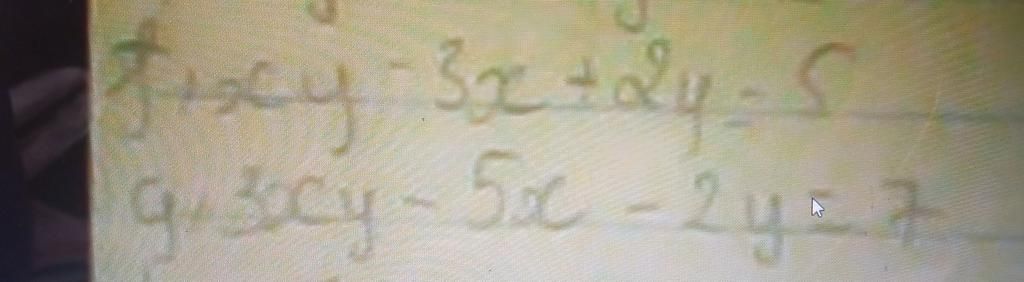 f, xy - 3x + 2y = 5
g, 3xy - 5x - 2y = 7